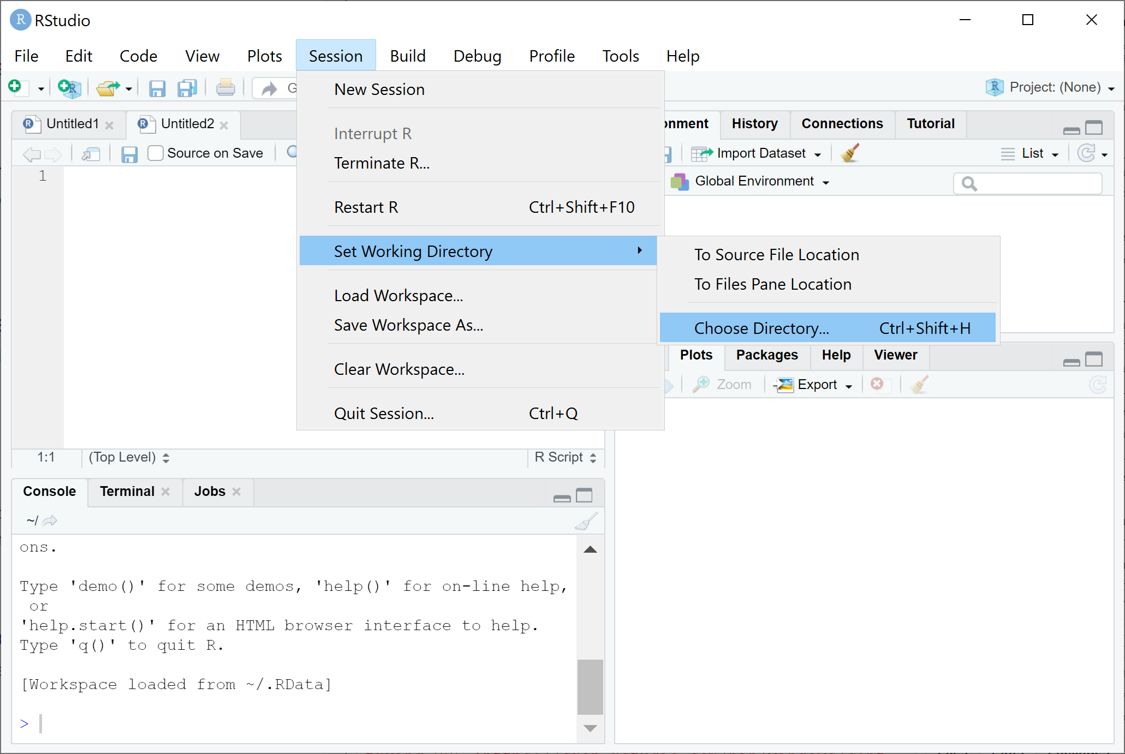 RStudio
File Edit Code View Plots Session Build Debug Profile Tools Help
Project: (None)
Untitled1
Untitled2
Source on Save
1
1:1 (Top Level) R Script
New Session
Interrupt R
Terminate R...
Restart R Ctrl+Shift+F10
Set Working Directory
Load Workspace...
Save Workspace As...
Clear Workspace...
Quit Session... Ctrl+Q
To Source File Location
To Files Pane Location
Choose Directory... Ctrl+Shift+H
nment History Connections Tutorial
Import Dataset List
Global Environment
Plots Packages Help Viewer
Zoom Export
Console Terminal Jobs
~/
ons.
Type 'demo()' for some demos, 'help()' for on-line help,
or
'help.start()' for an HTML browser interface to help.
Type 'q()' to quit R.
[Workspace loaded from ~/.RData]
>